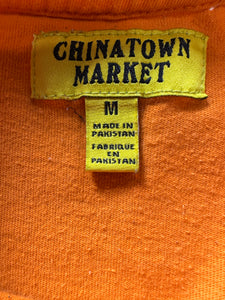 CHINATOWN
MARKET
M
MADE IN
PAKISTAN
FABRIQUE
EN
PAKISTAN